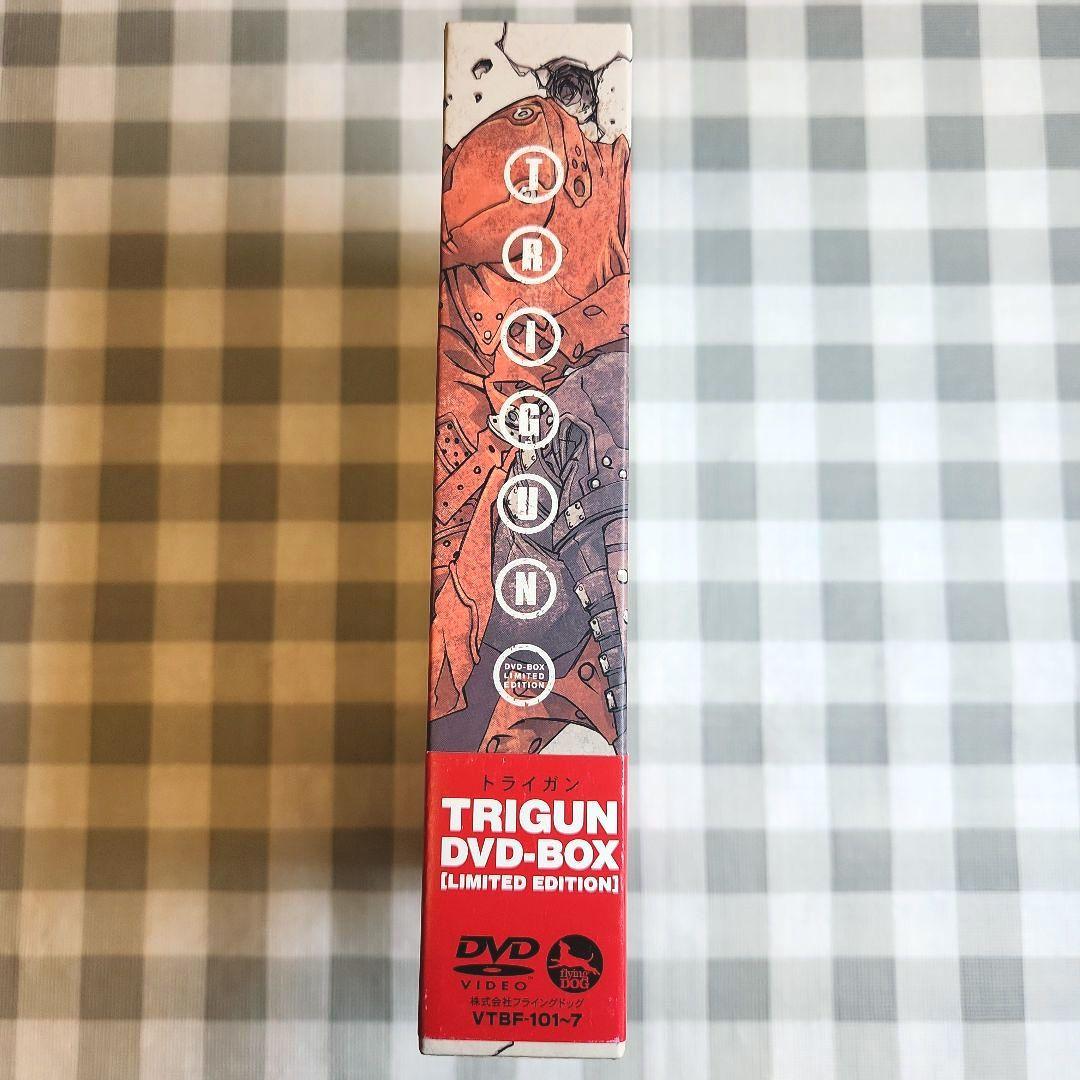 T
R
I
G
U
N
DVD-BOX
LIMITED
EDITION
トライガン
TRIGUN
DVD-BOX
[LIMITED EDITION]
DVD
VIDEO™
flying
DOG
株式会社フライングドッグ
VTBF-101~7